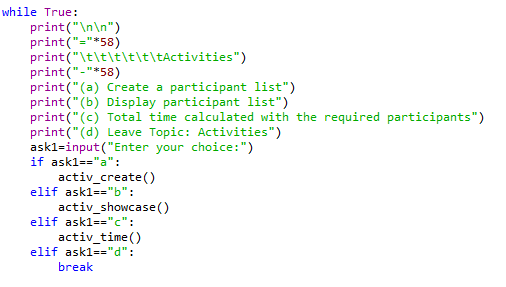 while True:
    print("\n\n")
    print("="*58)
    print("\t\t\t\t\t\tActivities")
    print("-"*58)
    print("(a) Create a participant list")
    print("(b) Display participant list")
    print("(c) Total time calculated with the required participants")
    print("(d) Leave Topic: Activities")
    ask1=input("Enter your choice:")
    if ask1=="a":
        activ_create()
    elif ask1=="b":
        activ_showcase()
    elif ask1=="c":
        activ_time()
    elif ask1=="d":
        break